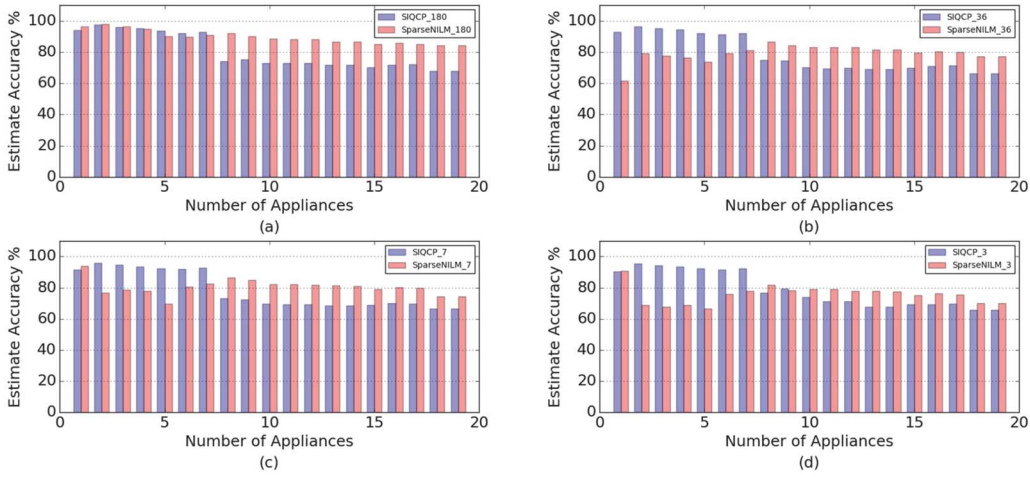 SIQCP_180
SparseNILM_180
Estimate Accuracy %
100
80
60
40
20
0
0 5 10 15 20
Number of Appliances
(a)
SIQCP_36
SparseNILM_36
Estimate Accuracy %
100
80
60
40
20
0
0 5 10 15 20
Number of Appliances
(b)
SIQCP_7
SparseNILM_7
Estimate Accuracy %
100
80
60
40
20
0
0 5 10 15 20
Number of Appliances
(c)
SIQCP_3
SparseNILM_3
Estimate Accuracy %
100
80
60
40
20
0
0 5 10 15 20
Number of Appliances
(d)